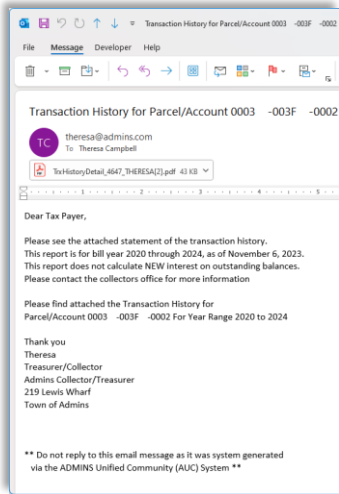 Transaction History for Parcel/Account 0003 -003F -0002
File Message Developer Help
Transaction History for Parcel/Account 0003 -003F -0002
TC
theresa@admins.com
To Theresa Campbell
TrxHistoryDetail_4647_THERESA[2].pdf 43 KB
Dear Tax Payer,
Please see the attached statement of the transaction history.
This report is for bill year 2020 through 2024, as of November 6, 2023.
This report does not calculate NEW interest on outstanding balances.
Please contact the collectors office for more information
Please find attached the Transaction History for
Parcel/Account 0003 -003F -0002 For Year Range 2020 to 2024
Thank you
Theresa
Treasurer/Collector
Admins Collector/Treasurer
219 Lewis Wharf
Town of Admins
** Do not reply to this email message as it was system generated
via the ADMINS Unified Community (AUC) System **